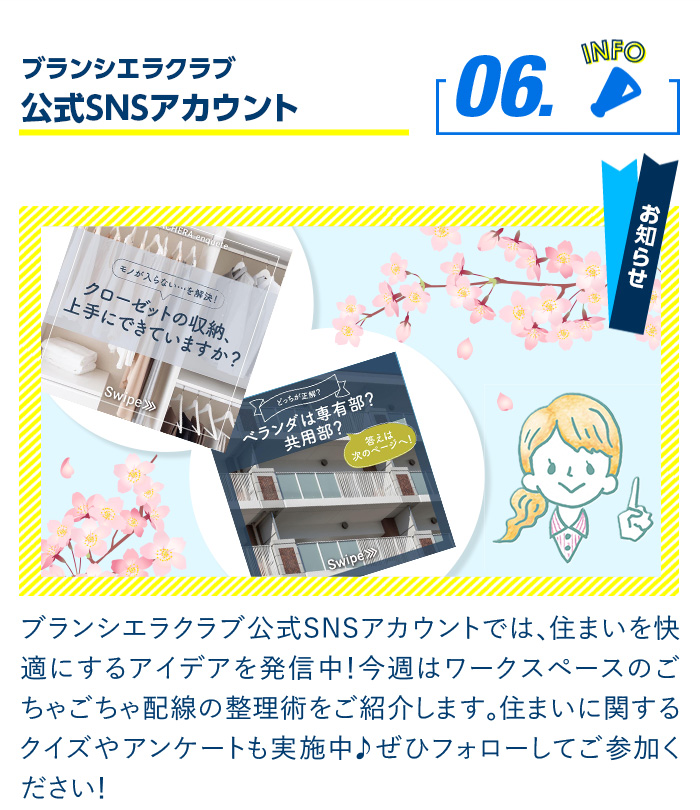 ブランシエラクラブ
公式SNSアカウント
06.
INFO
お知らせ
enquete
モノが入らない…を解決！
クローゼットの収納、
上手にできていますか？
Swipe
どっちが正解？
ベランダは専有部？
共用部？
答えは
次のページへ！
Swipe
ブランシエラクラブ公式SNSアカウントでは、住まいを快
適にするアイデアを発信中！今週はワークスペースのご
ちゃごちゃ配線の整理術をご紹介します。住まいに関する
クイズやアンケートも実施中♪ぜひフォローしてご参加く
ださい！